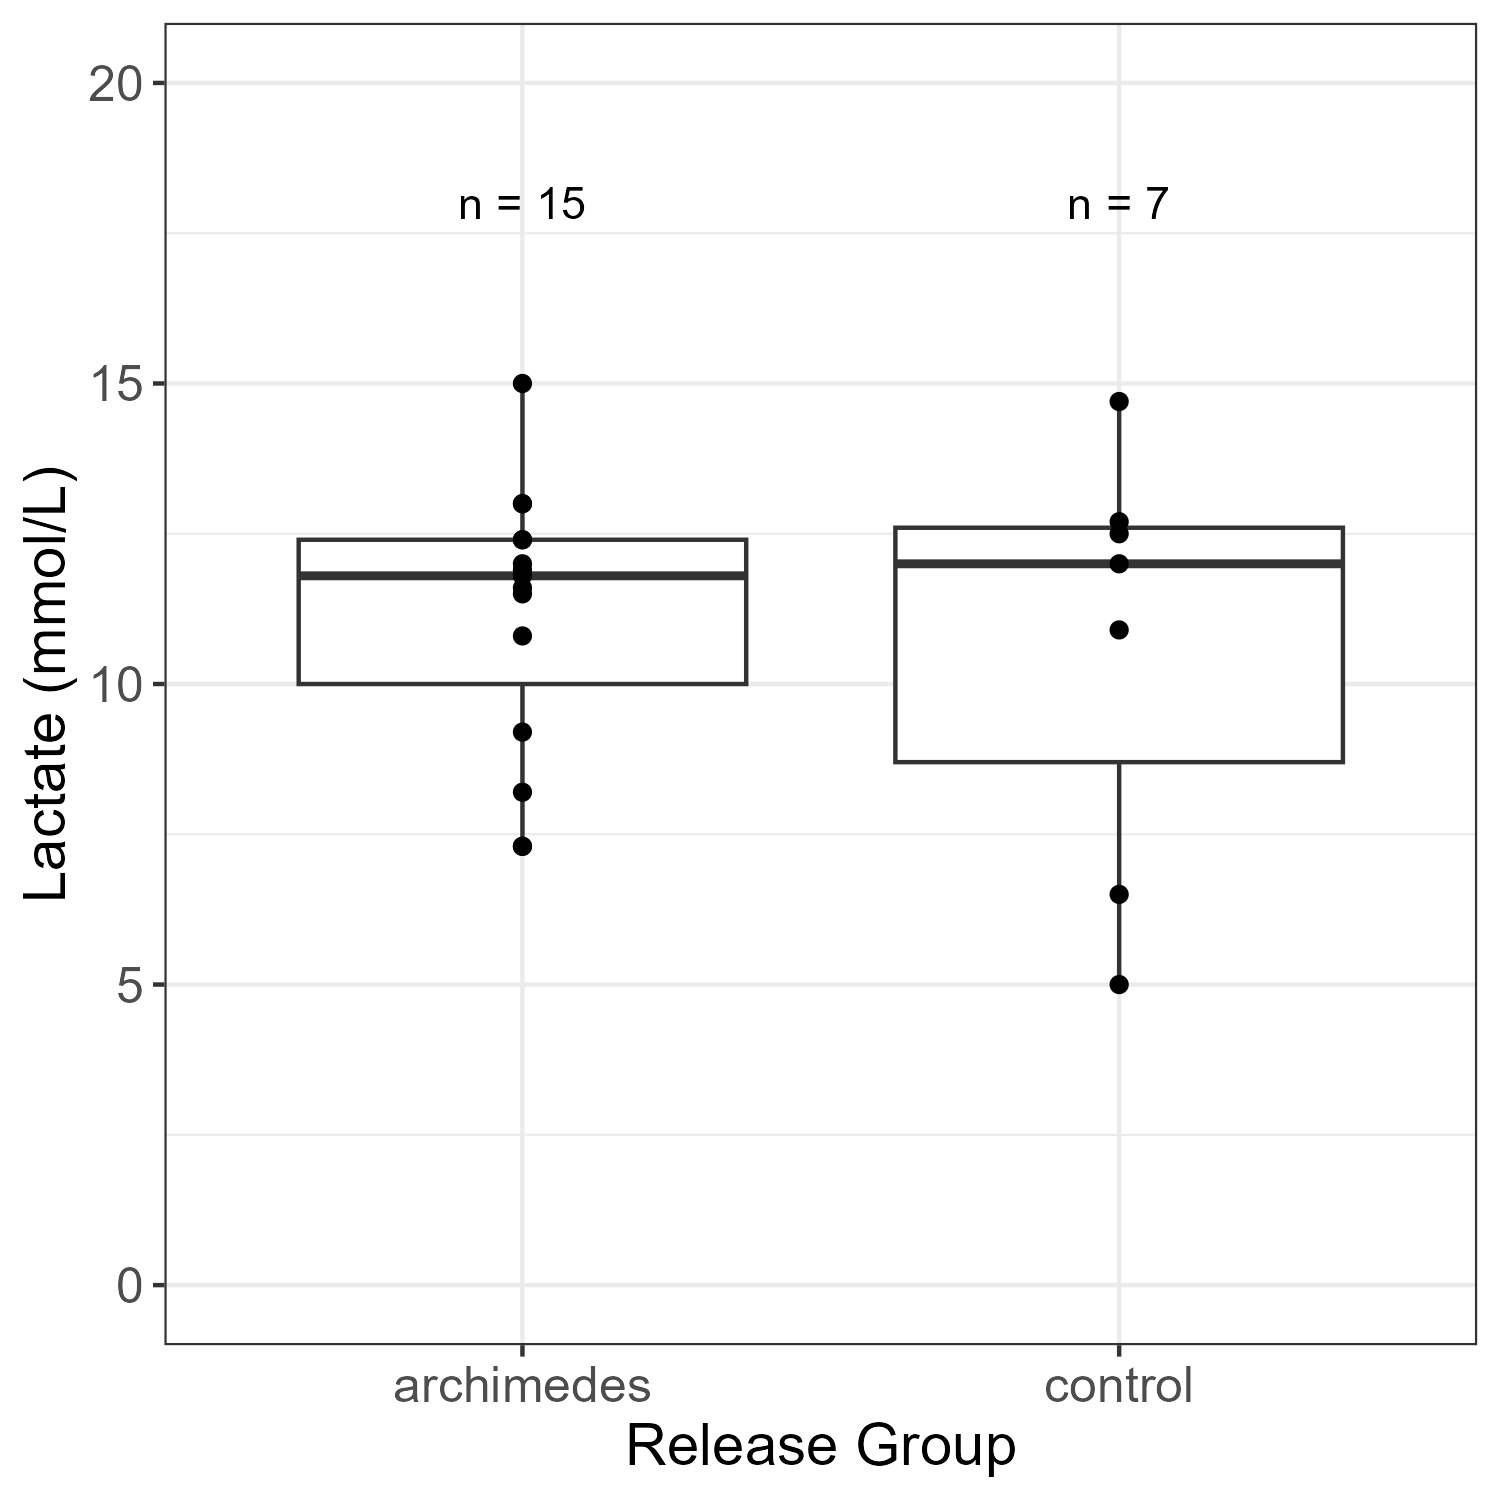 20
n = 15
n = 7
15
10
5
0
Lactate (mmol/L)
archimedes
control
Release Group